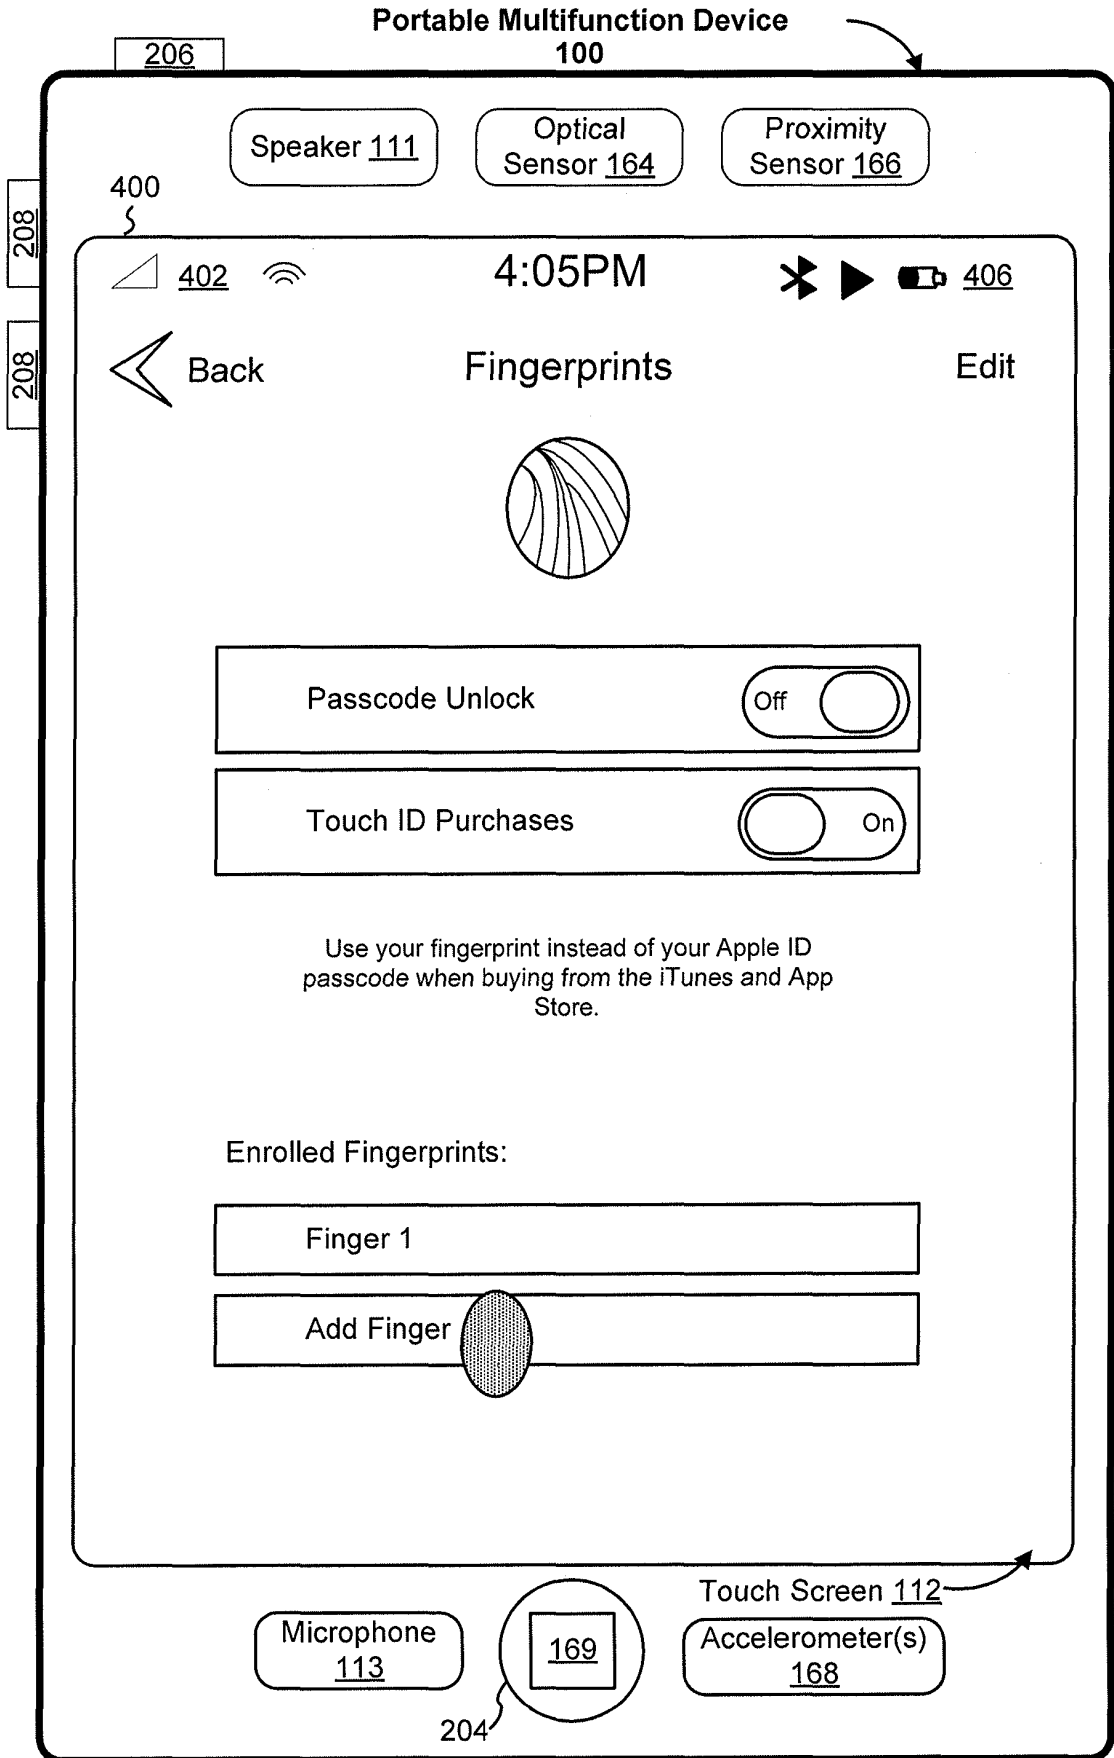 Portable Multifunction Device
100
206
Speaker 111
Optical
Sensor 164
Proximity
Sensor 166
400
208
208
402
4:05PM
406
Back
Fingerprints
Edit
Passcode Unlock
Off
Touch ID Purchases
On
Use your fingerprint instead of your Apple ID
passcode when buying from the iTunes and App
Store.
Enrolled Fingerprints:
Finger 1
Add Finger
Touch Screen 112
Microphone
113
169
Accelerometer(s)
168
204